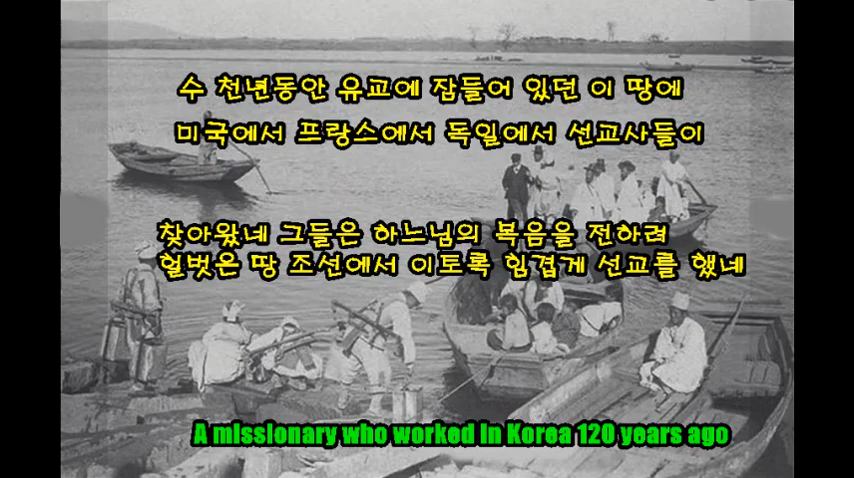 수 천년동안 유교에 잠들어 있던 이 땅에
미국에서 프랑스에서 독일에서 선교사들이
찾아왔네 그들은 하느님의 복음을 전하려
헐벗은 땅 조선에서 이토록 힘겹게 선교를 했네
A missionary who worked in Korea 120 years ago